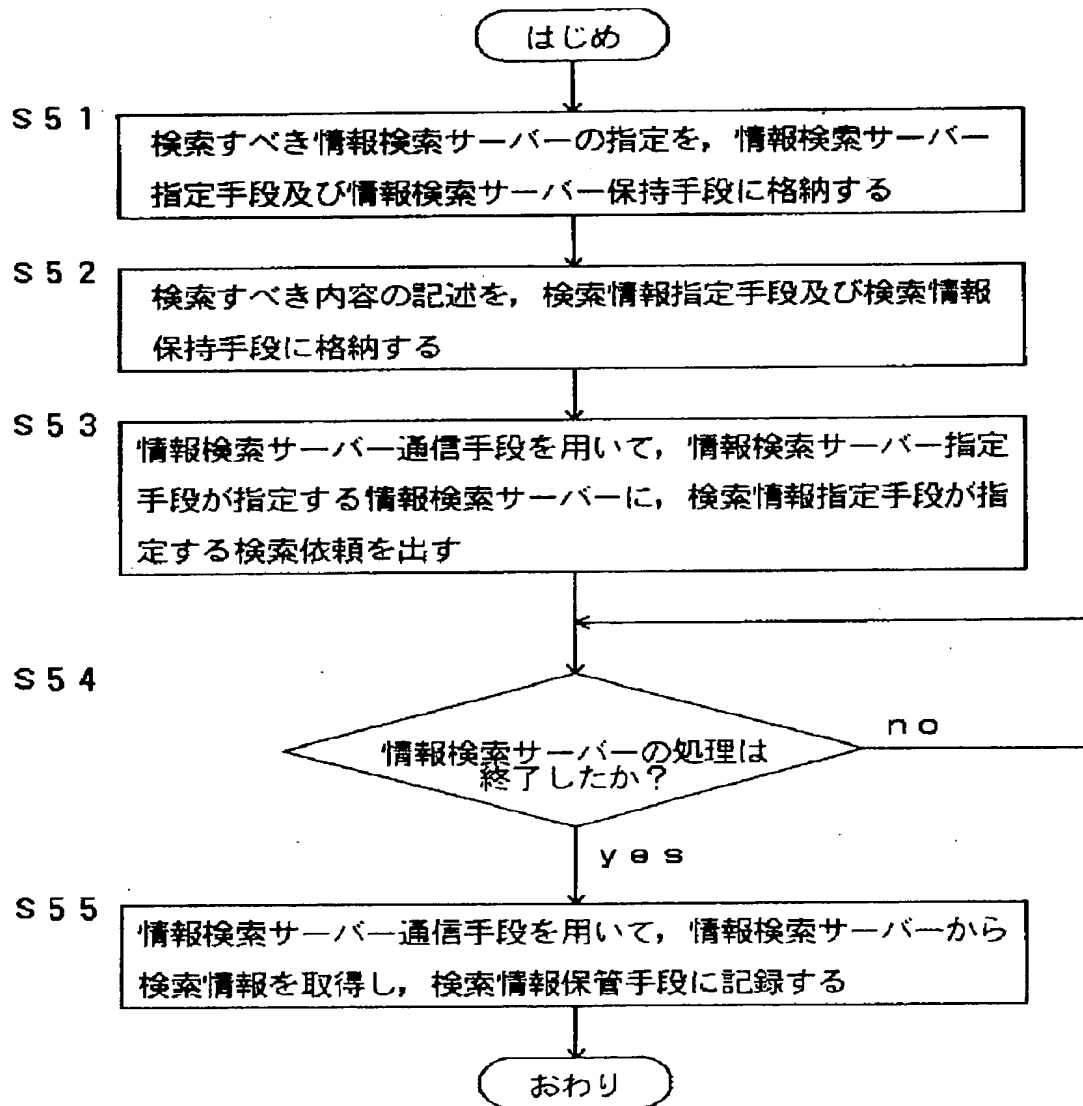 はじめ
S51
検索すべき情報検索サーバーの指定を，情報検索サーバー
指定手段及び情報検索サーバー保持手段に格納する
S52
検索すべき内容の記述を，検索情報指定手段及び検索情報
保持手段に格納する
S53
情報検索サーバー通信手段を用いて，情報検索サーバー指定
手段が指定する情報検索サーバーに，検索情報指定手段が指
定する検索依頼を出す
S54
情報検索サーバーの処理は
終了したか？
no
yes
S55
情報検索サーバー通信手段を用いて，情報検索サーバーから
検索情報を取得し，検索情報保管手段に記録する
おわり